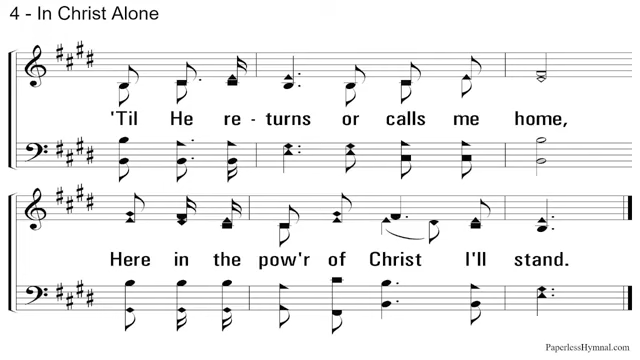 4 - In Christ Alone
'Til He re - turns or calls me home,
Here in the pow'r of Christ I'll stand.
PaperlessHymnal.com